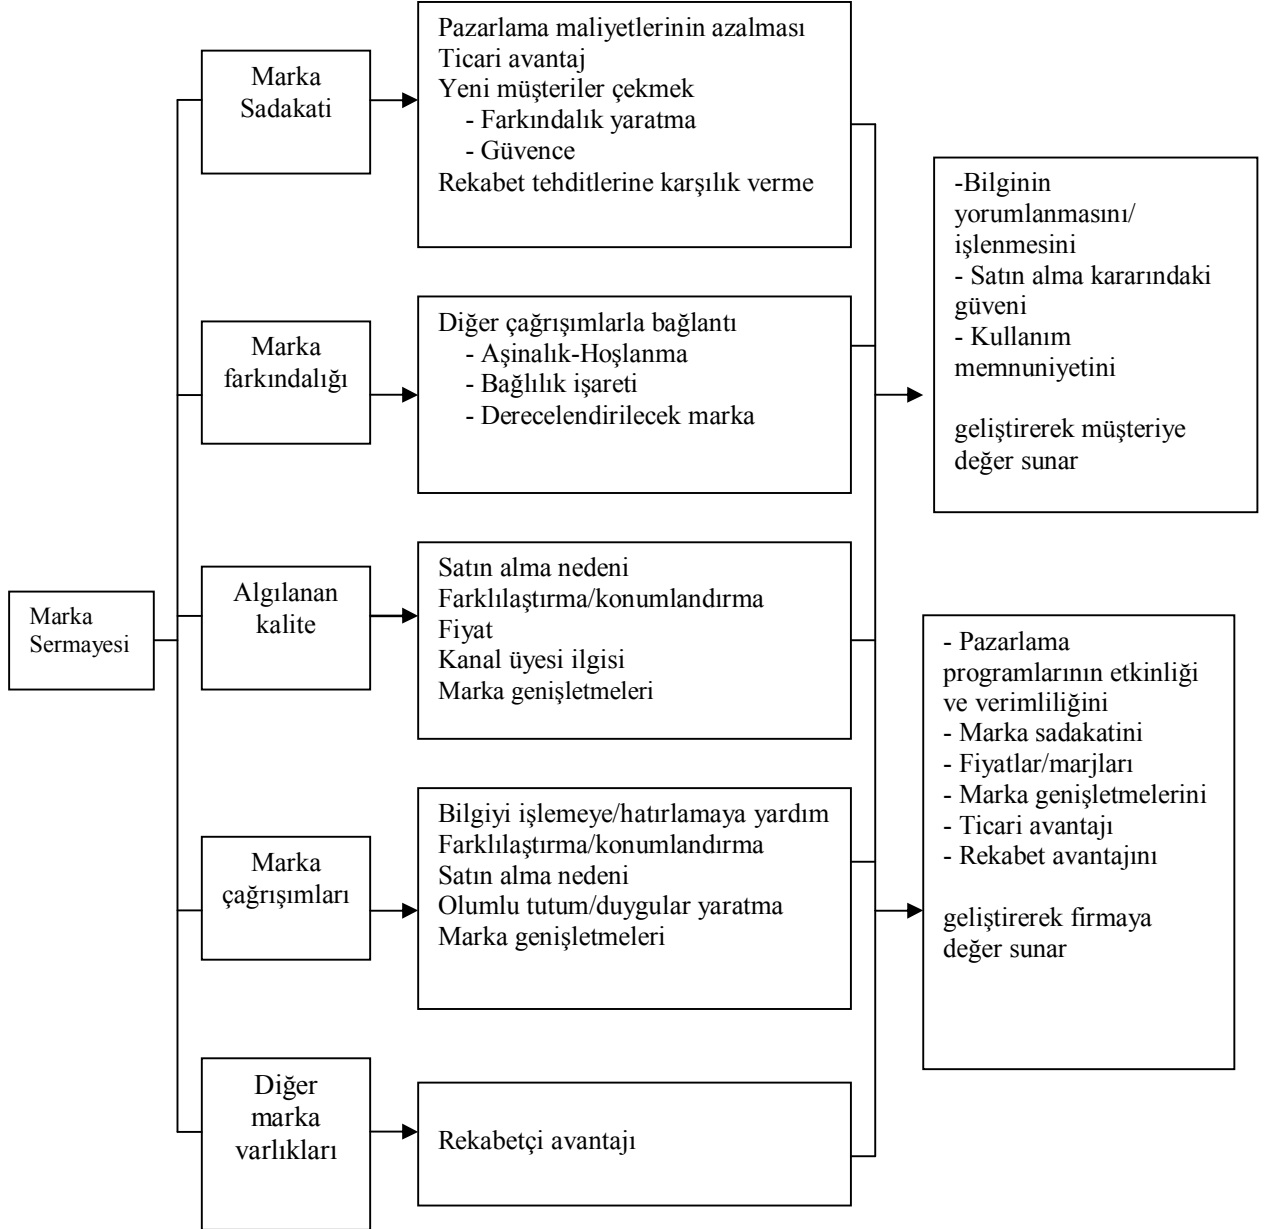 Marka
Sermayesi
Marka
Sadakati
Pazarlama maliyetlerinin azalması
Ticari avantaj
Yeni müşteriler çekmek
- Farkındalık yaratma
- Güvence
Rekabet tehditlerine karşılık verme
Marka
farkındalığı
Diğer çağrışımlarla bağlantı
- Aşinalık-Hoşlanma
- Bağlılık işareti
- Derecelendirilecek marka
Algılanan
kalite
Satın alma nedeni
Farklılaştırma/konumlandırma
Fiyat
Kanal üyesi ilgisi
Marka genişletmeleri
Marka
çağrışımları
Bilgiyi işlemeye/hatırlamaya yardım
Farklılaştırma/konumlandırma
Satın alma nedeni
Olumlu tutum/duygular yaratma
Marka genişletmeleri
Diğer
marka
varlıkları
Rekabetçi avantajı
-Bilginin
yorumlanmasını/
işlenmesini
- Satın alma kararındaki
güveni
- Kullanım
memnuniyetini
geliştirerek müşteriye
değer sunar
- Pazarlama
programlarının etkinliği
ve verimliliğini
- Marka sadakatini
- Fiyatlar/marjları
- Marka genişletmelerini
- Ticari avantajı
- Rekabet avantajını
geliştirerek firmaya
değer sunar